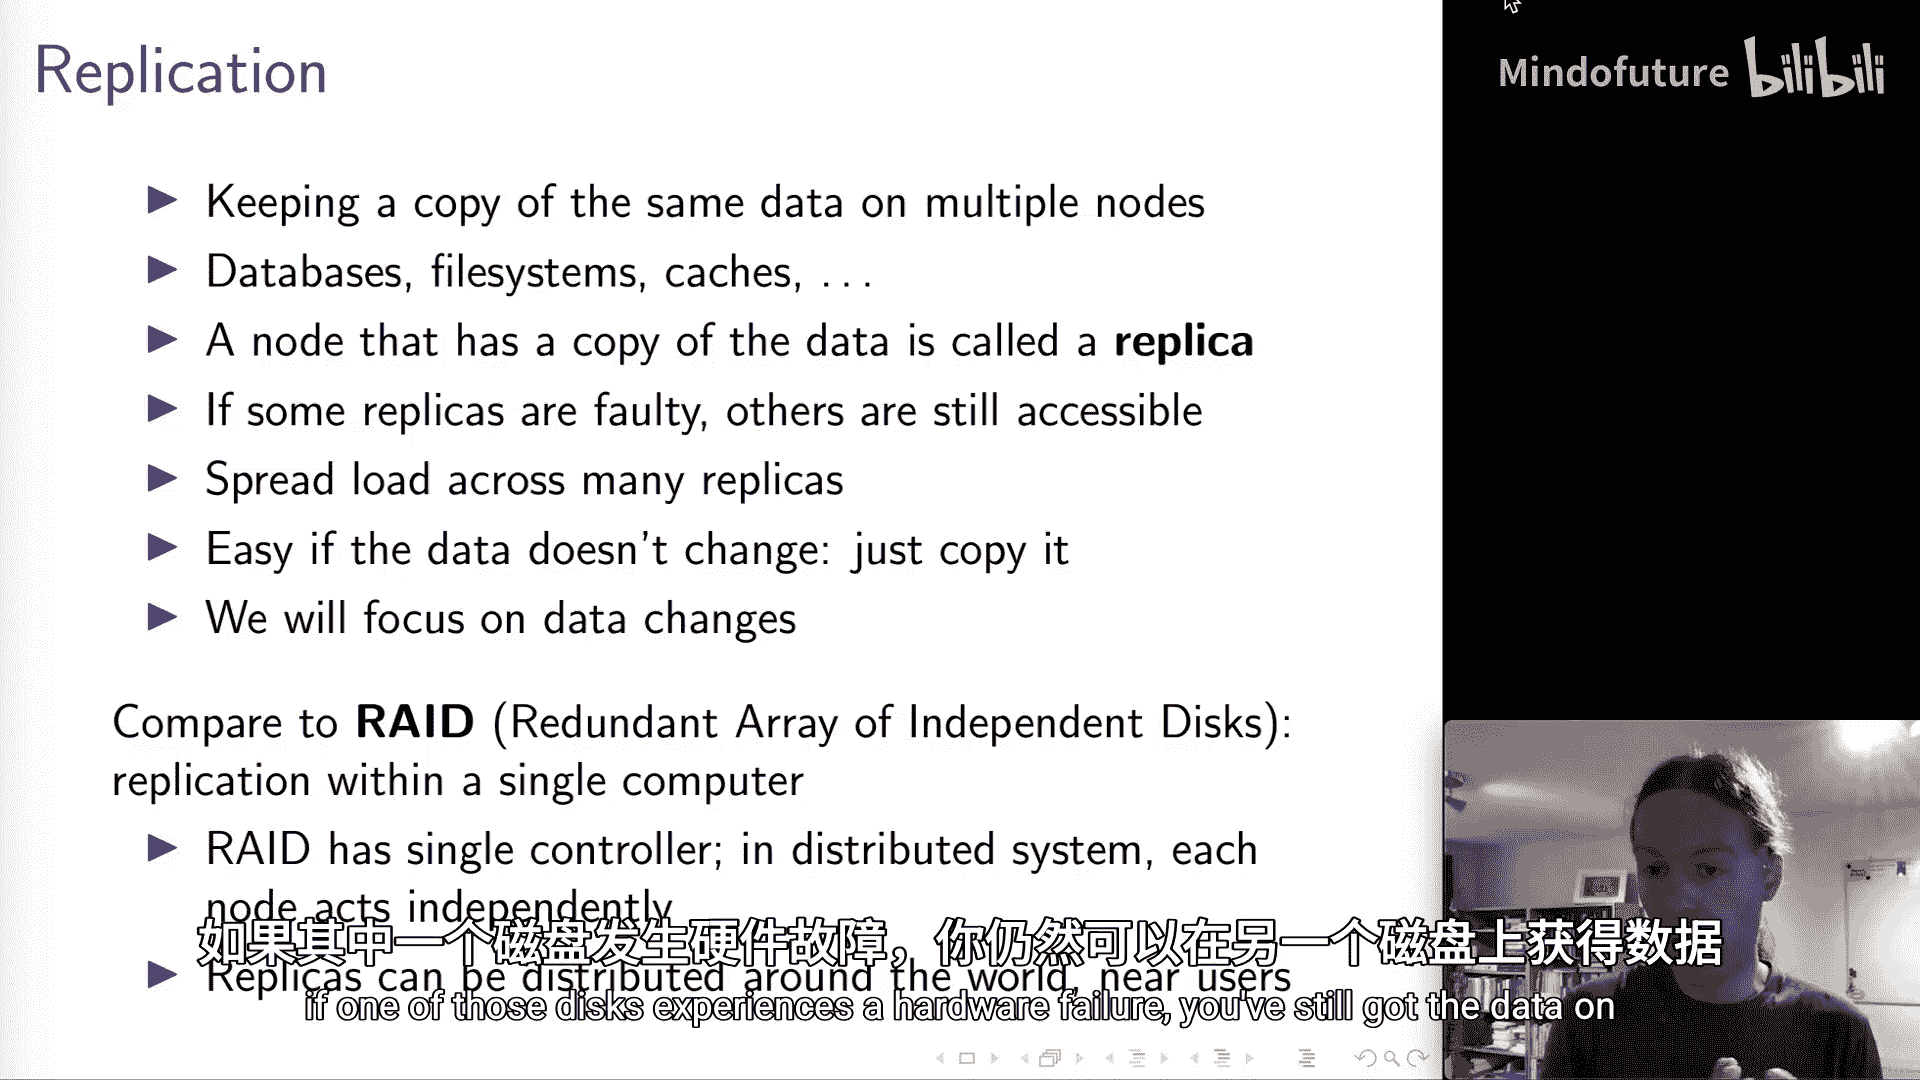 Replication
Mindofuture bilibili
Keeping a copy of the same data on multiple nodes
Databases, filesystems, caches, ...
A node that has a copy of the data is called a replica
If some replicas are faulty, others are still accessible
Spread load across many replicas
Easy if the data doesn't change: just copy it
We will focus on data changes
Compare to RAID (Redundant Array of Independent Disks):
replication within a single computer
RAID has single controller; in distributed system, each
node acts independently
Replicas can be distributed around the world, near users
如果其中一个磁盘发生硬件故障，你仍然可以在另一个磁盘上获得数据
if one of those disks experiences a hardware failure, you've still got the data on